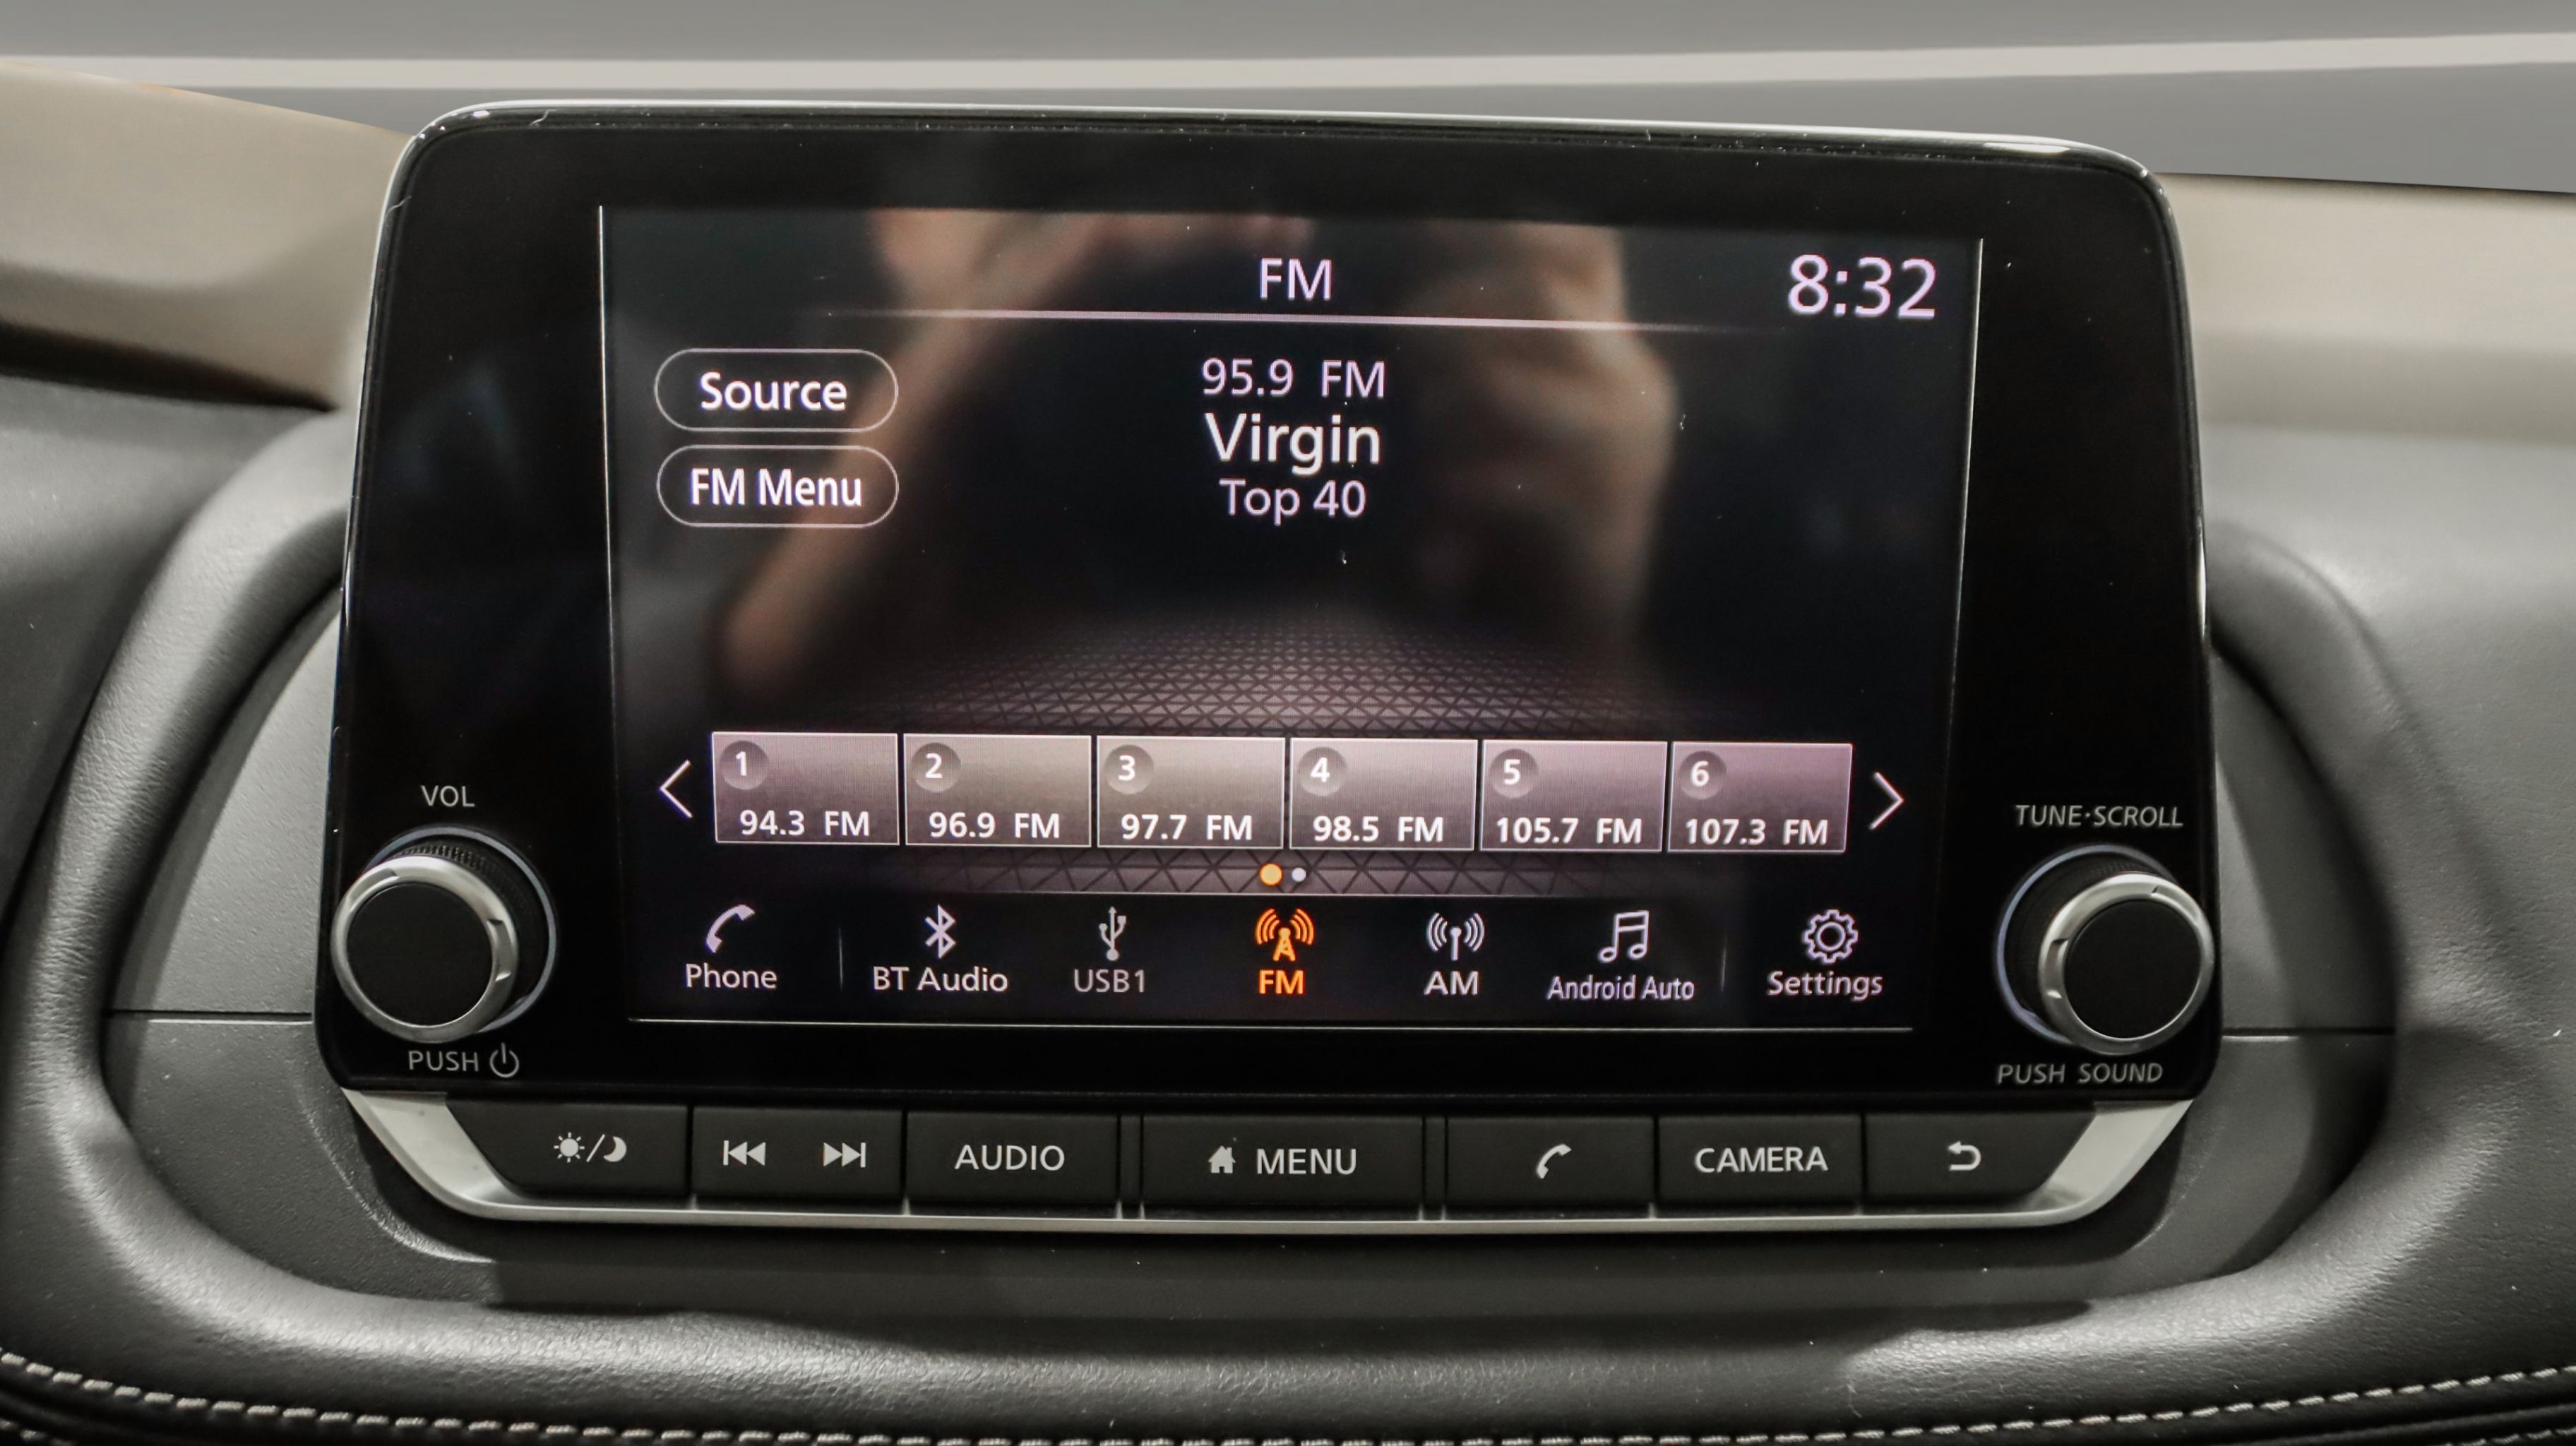 FM
8:32
Source
95.9 FM
Virgin
FM Menu
Top 40
1
2
3
4
5
6
94.3 FM
96.9 FM
97.7 FM
98.5 FM
105.7 FM
107.3 FM
VOL
TUNE·SCROLL
Phone
BT Audio
USB1
FM
AM
Android Auto
Settings
PUSH
PUSH SOUND
AUDIO
MENU
CAMERA